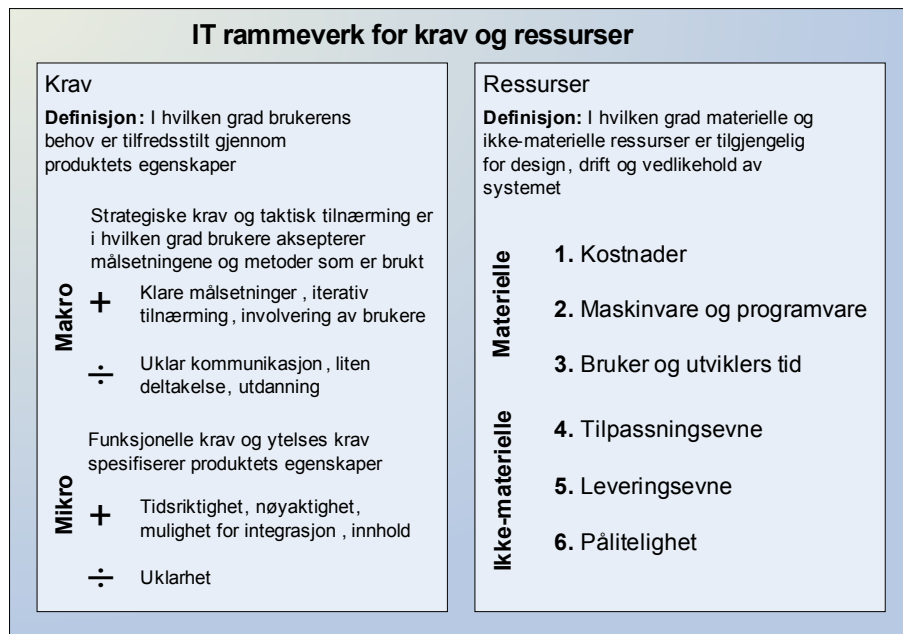 IT rammeverk for krav og ressurser
Krav
Definisjon: I hvilken grad brukerens
behov er tilfredsstilt gjennom
produktets egenskaper
Makro
Strategiske krav og taktisk tilnærming er
i hvilken grad brukere aksepterer
målsetningene og metoder som er brukt
+
Klare målsetninger , iterativ
tilnærming , involvering av brukere
÷
Uklar kommunikasjon , liten
deltakelse, utdanning
Mikro
Funksjonelle krav og ytelses krav
spesifiserer produktets egenskaper
+
Tidsriktighet, nøyaktighet,
mulighet for integrasjon , innhold
÷
Uklarhet
Ressurser
Definisjon: I hvilken grad materielle og
ikke-materielle ressurser er tilgjengelig
for design, drift og vedlikehold av
systemet
Materielle
1. Kostnader
2. Maskinvare og programvare
3. Bruker og utviklers tid
Ikke-materielle
4. Tilpassningsevne
5. Leveringsevne
6. Pålitelighet